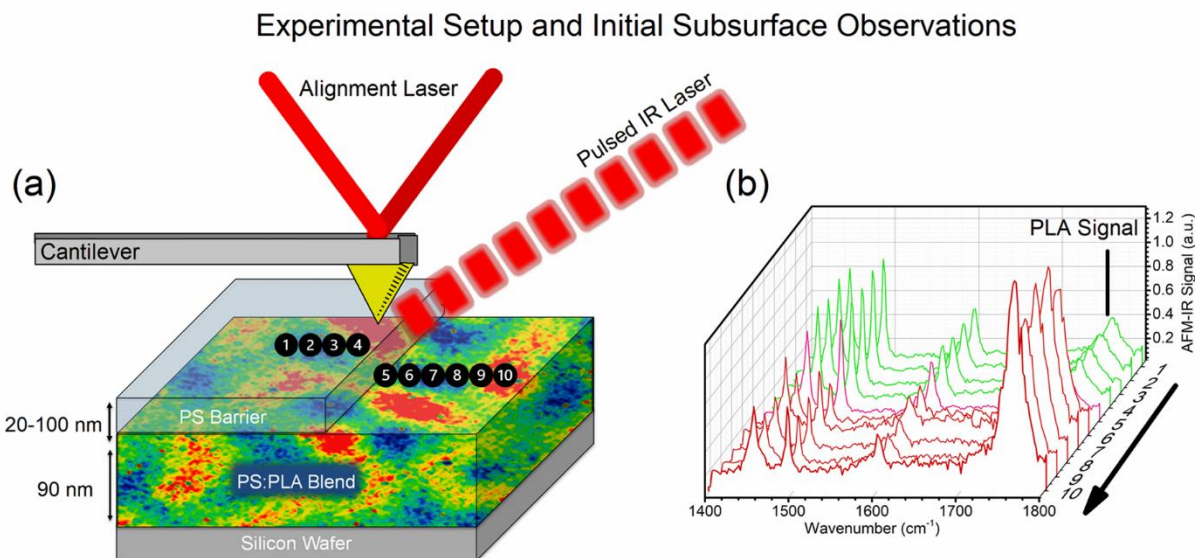 Experimental Setup and Initial Subsurface Observations
Alignment Laser
Pulsed IR Laser
(a)
Cantilever
1 2 3 4
5 6 7 8 9 10
PS Barrier
20-100 nm
PS:PLA Blend
90 nm
Silicon Wafer
(b)
PLA Signal
1.2
1.0
0.8
0.6
0.4
0.2
AFM-IR Signal (a.u.)
1
2
3
4
5
6
7
8
9
10
1400 1500 1600 1700 1800
Wavenumber (cm⁻¹)